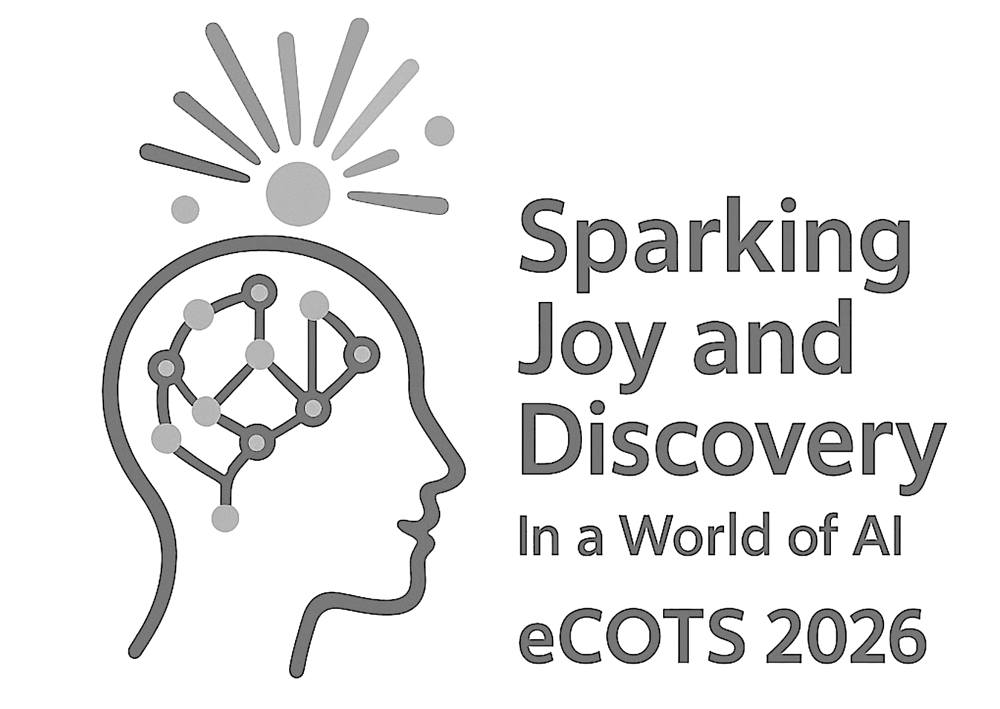 Sparking
Joy and
Discovery
In a World of AI
eCOTS 2026